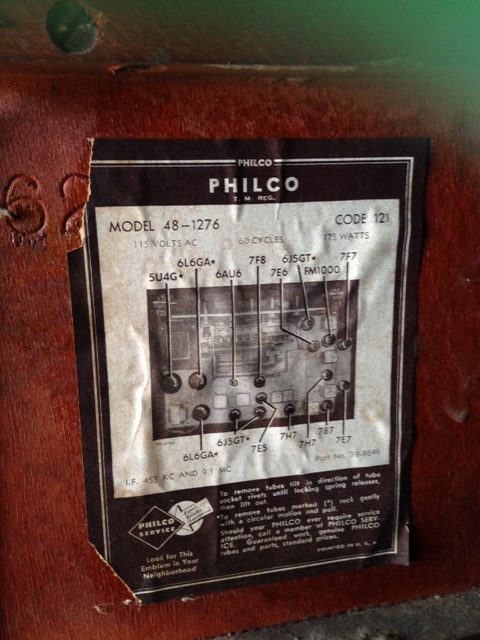 62
PHILCO
PHILCO
T. M. REG.
MODEL 48-1276 CODE 121
115 VOLTS AC 60 CYCLES 175 WATTS
6L6GA* 7F8 6J5GT* 7F7
5U4G* 6AU6 7E6 FM1000
6J5GT* 7H7 7B7
6L6GA* 7E5 7H7 7E7
Part No.
I.F. 455 KC AND 9.1 MC
To remove tubes tilt in direction of tube
socket rivets until locking spring releases,
then lift out.
*To remove tubes marked (*) rock gently
with a circular motion and pull.
Should your PHILCO ever require service
attention, call a member of PHILCO SERV-
ICE. Guaranteed work, genuine PHILCO
tubes and parts, standard prices.
PRINTED IN U. S. A.
PHILCO
SERVICE
Look for This
Emblem in Your
Neighborhood